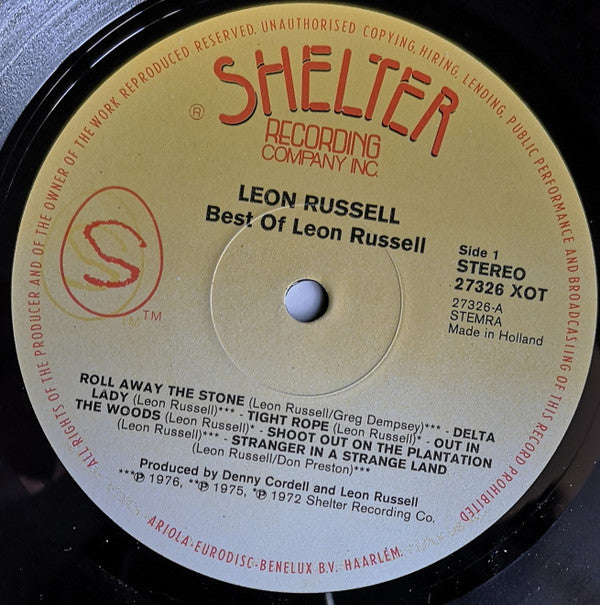 ALL RIGHTS OF THE PRODUCER AND OF THE OWNER OF THE WORK REPRODUCED RESERVED. UNAUTHORISED COPYING, HIRING, LENDING, PUBLIC PERFORMANCE AND BROADCASTING OF THIS RECORD PROHIBITED
SHELTER
®
RECORDING
COMPANY INC.
LEON RUSSELL
Best Of Leon Russell
S
TM
Side 1
STEREO
27326 XOT
27326-A
STEMRA
Made in Holland
ROLL AWAY THE STONE (Leon Russell/Greg Dempsey)*** - DELTA
LADY (Leon Russell)*** - TIGHT ROPE (Leon Russell)* - OUT IN
THE WOODS (Leon Russell)* - SHOOT OUT ON THE PLANTATION
(Leon Russell)*** - STRANGER IN A STRANGE LAND
(Leon Russell/Don Preston)***
Produced by Denny Cordell and Leon Russell
***℗ 1976, **℗ 1975, *℗ 1972 Shelter Recording Co.
ARIOLA-EURODISC-BENELUX B.V. HAARLEM.